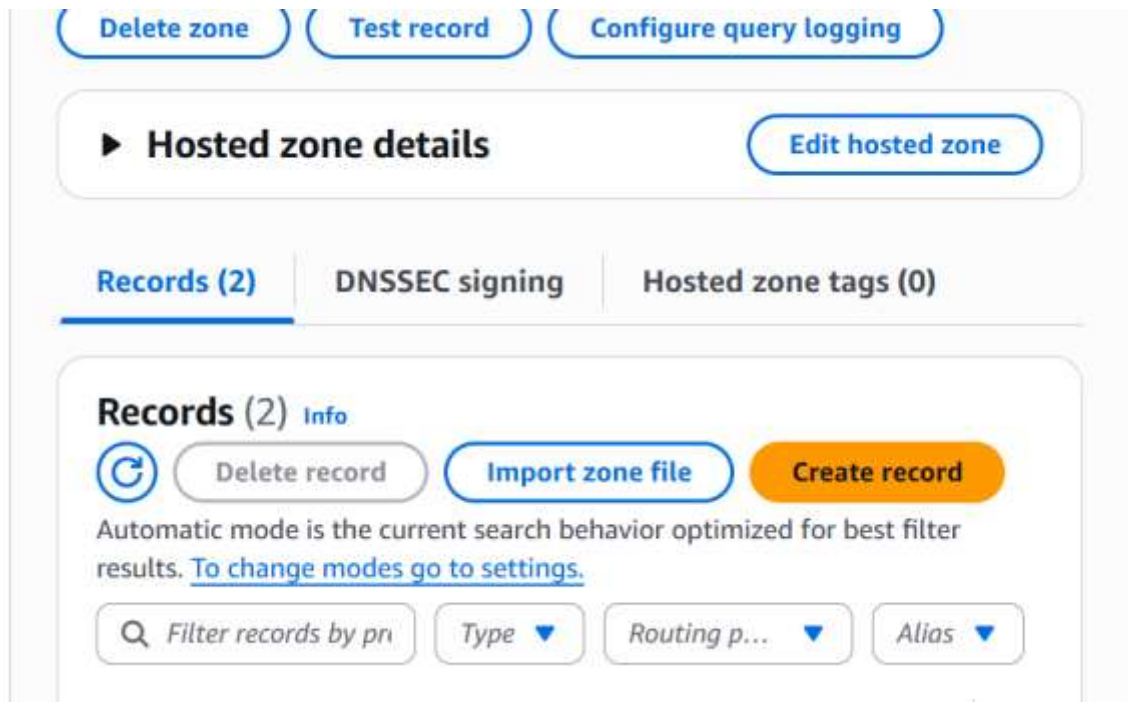 Delete zone Test record Configure query logging
Hosted zone details Edit hosted zone
Records (2) DNSSEC signing Hosted zone tags (0)
Records (2) Info
Delete record Import zone file Create record
Automatic mode is the current search behavior optimized for best filter
results. To change modes go to settings.
Filter records by pr Type Routing p... Alias